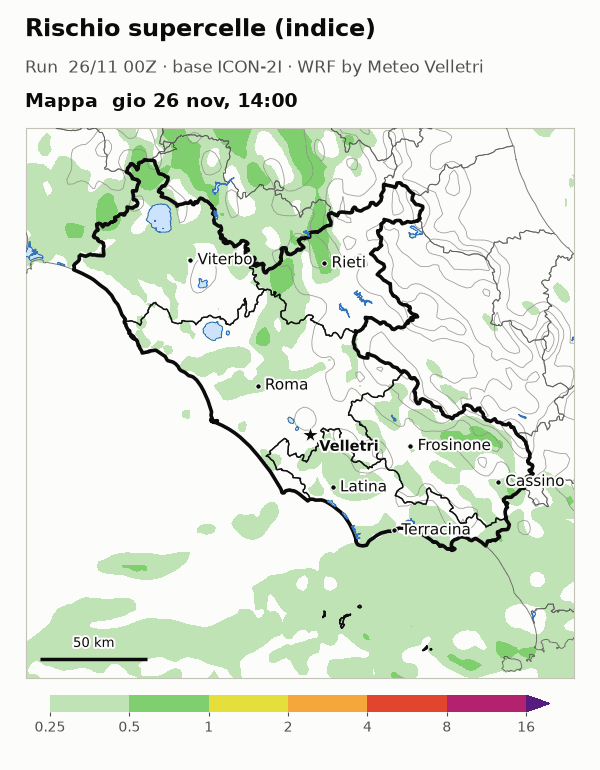 Rischio supercelle (indice)
Run  26/11 00Z · base ICON-2I · WRF by Meteo Velletri
Mappa  gio 26 nov, 14:00
Viterbo
Rieti
Roma
Velletri
Frosinone
Cassino
Latina
Terracina
50 km
0.25 0.5 1 2 4 8 16